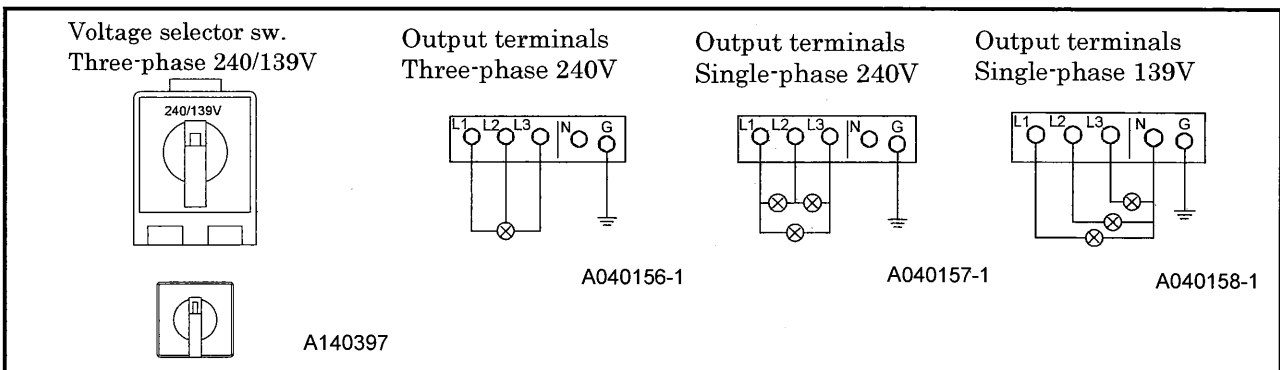 Voltage selector sw.
Three-phase 240/139V
240/139V
A140397
Output terminals
Three-phase 240V
L1 L2 L3 N G
A040156-1
Output terminals
Single-phase 240V
L1 L2 L3 N G
A040157-1
Output terminals
Single-phase 139V
L1 L2 L3 N G
A040158-1